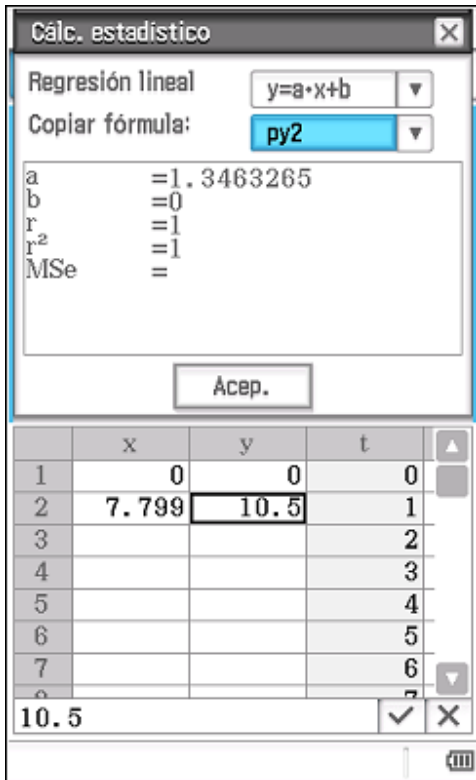 Cálc. estadístico
Regresión lineal y=a·x+b
Copiar fórmula: py2
a =1.3463265
b =0
r =1
r² =1
MSe =
Acep.
x y t
1 0 0 0
2 7.799 10.5 1
3 2
4 3
5 4
6 5
7 6
10.5